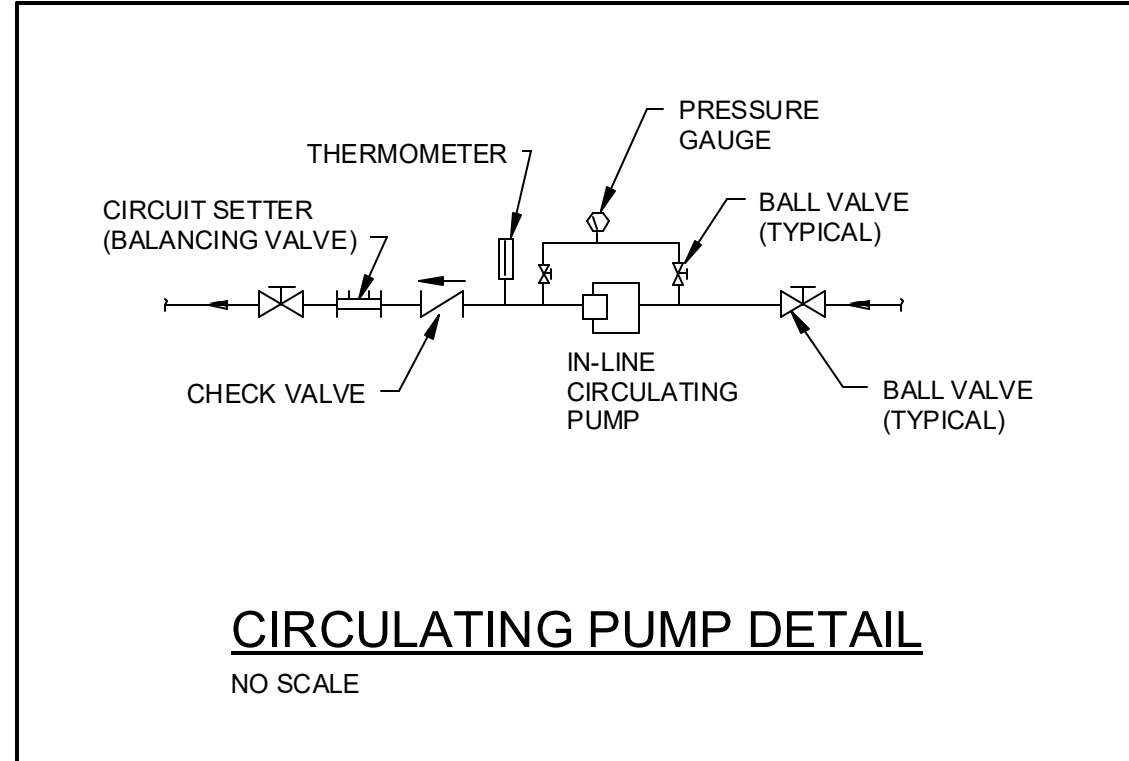 PRESSURE
GAUGE
THERMOMETER
CIRCUIT SETTER
(BALANCING VALVE)
BALL VALVE
(TYPICAL)
CHECK VALVE
IN-LINE
CIRCULATING
PUMP
BALL VALVE
(TYPICAL)
CIRCULATING PUMP DETAIL
NO SCALE